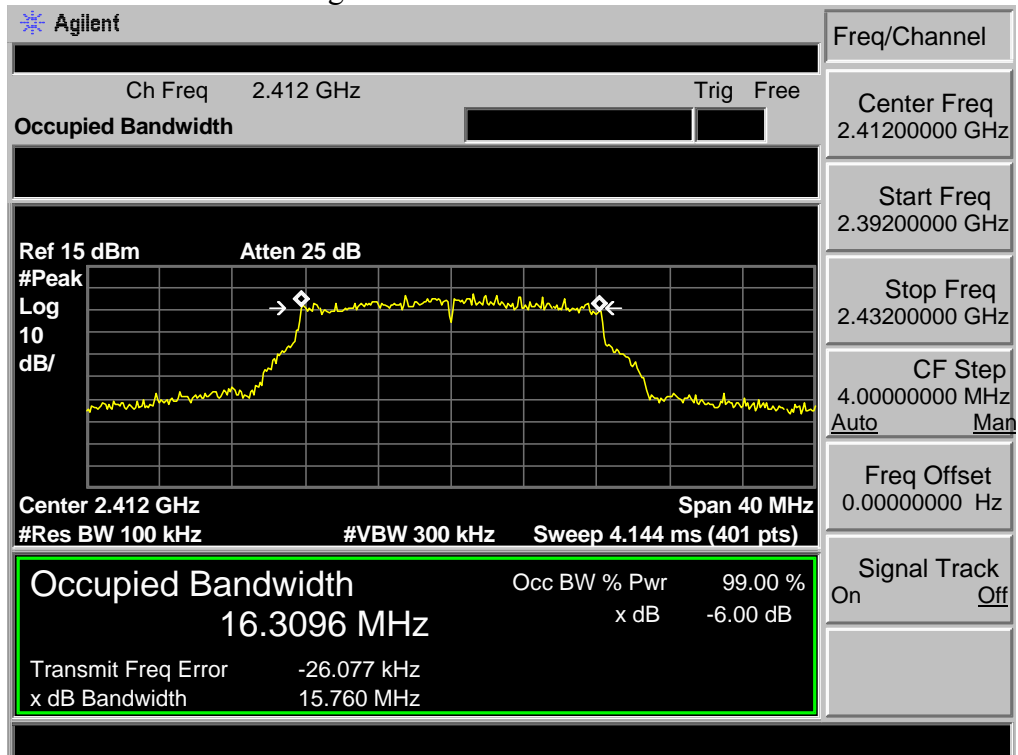 Agilent
Freq/Channel
Ch Freq 2.412 GHz Trig Free
Occupied Bandwidth
Center Freq
2.41200000 GHz
Start Freq
2.39200000 GHz
Ref 15 dBm Atten 25 dB
#Peak
Log
10
dB/
Stop Freq
2.43200000 GHz
CF Step
4.00000000 MHz
Auto Man
Center 2.412 GHz Span 40 MHz
#Res BW 100 kHz #VBW 300 kHz Sweep 4.144 ms (401 pts)
Freq Offset
0.00000000 Hz
Occupied Bandwidth
16.3096 MHz
Occ BW % Pwr 99.00 %
x dB -6.00 dB
Transmit Freq Error -26.077 kHz
x dB Bandwidth 15.760 MHz
Signal Track
On Off